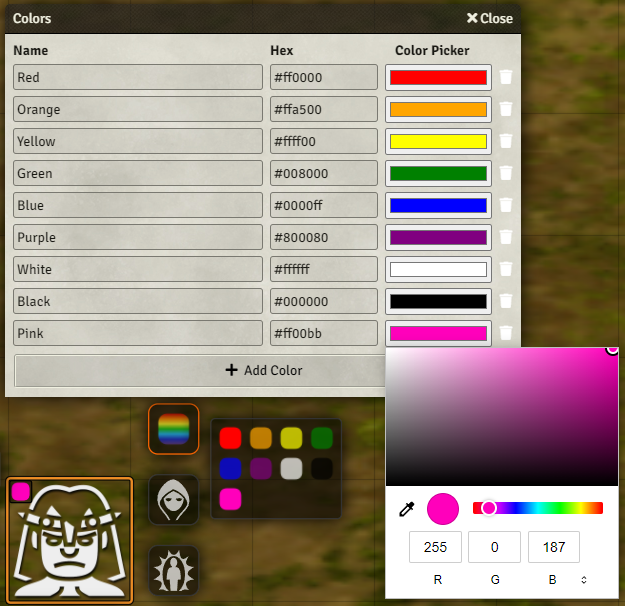 Colors Close
Name Hex Color Picker
Red #ff0000
Orange #ffa500
Yellow #ffff00
Green #008000
Blue #0000ff
Purple #800080
White #ffffff
Black #000000
Pink #ff00bb
Add Color
255 0 187
R G B